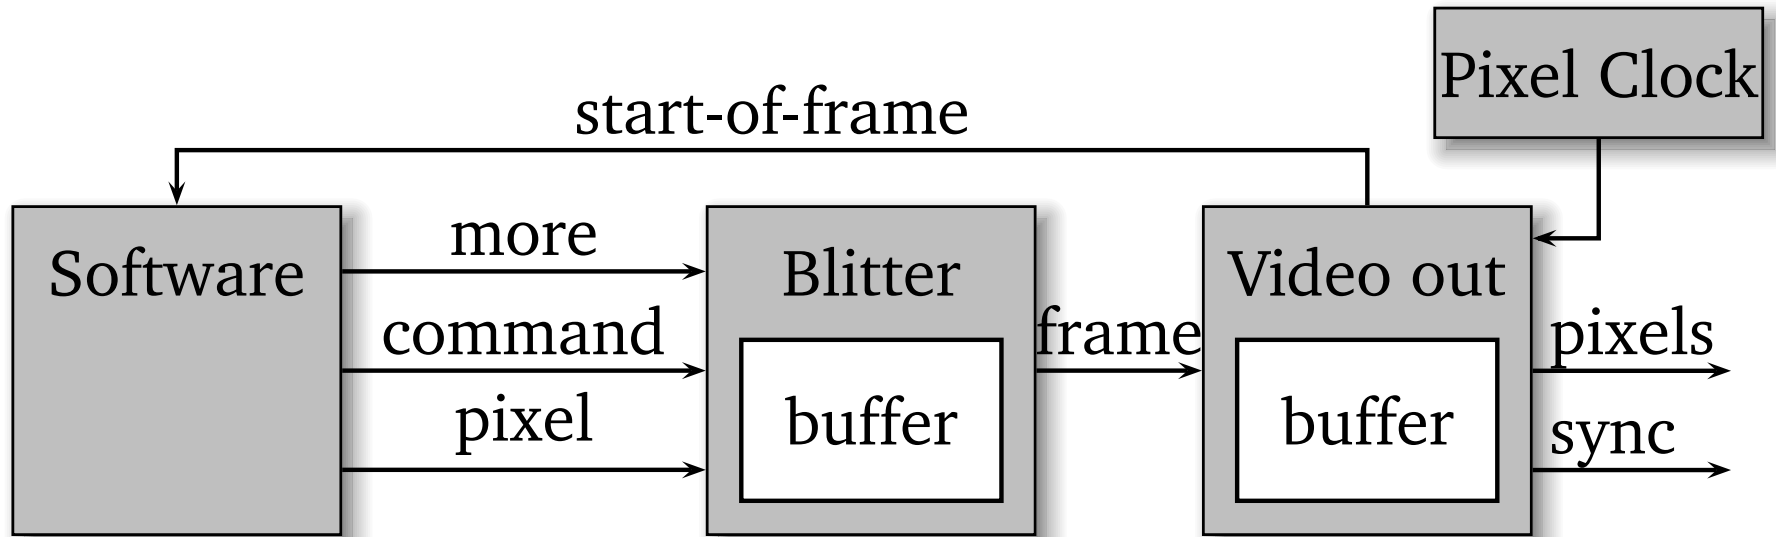 Pixel Clock
start-of-frame
Software
more
command
pixel
Blitter
buffer
frame
Video out
buffer
pixels
sync